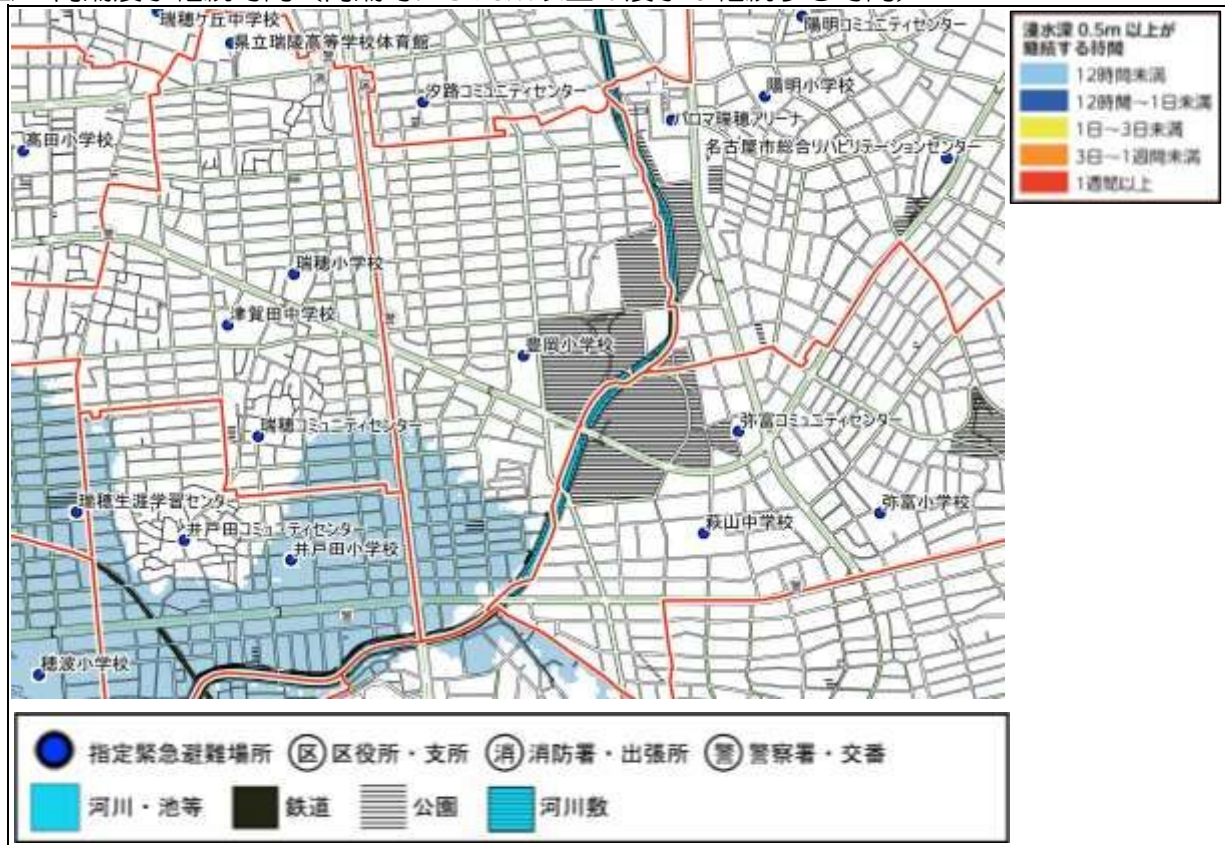 瑞穂ケ丘中学校
県立瑞陵高等学校体育館
陽明コミュニティセンター
汐路コミュニティセンター
陽明小学校
パロマ瑞穂アリーナ
高田小学校
名古屋市総合リハビリテーションセンター
瑞穂小学校
津賀田中学校
豊岡小学校
瑞穂コミュニティセンター
弥富コミュニティセンター
瑞穂生涯学習センター
弥富小学校
萩山中学校
井戸田コミュニティセンター
井戸田小学校
穂波小学校
浸水深 0.5m 以上が
継続する時間
12時間未満
12時間～1日未満
1日～3日未満
3日～1週間未満
1週間以上
指定緊急避難場所 区 区役所・支所 消 消防署・出張所 警 警察署・交番
河川・池等 鉄道 公園 河川敷